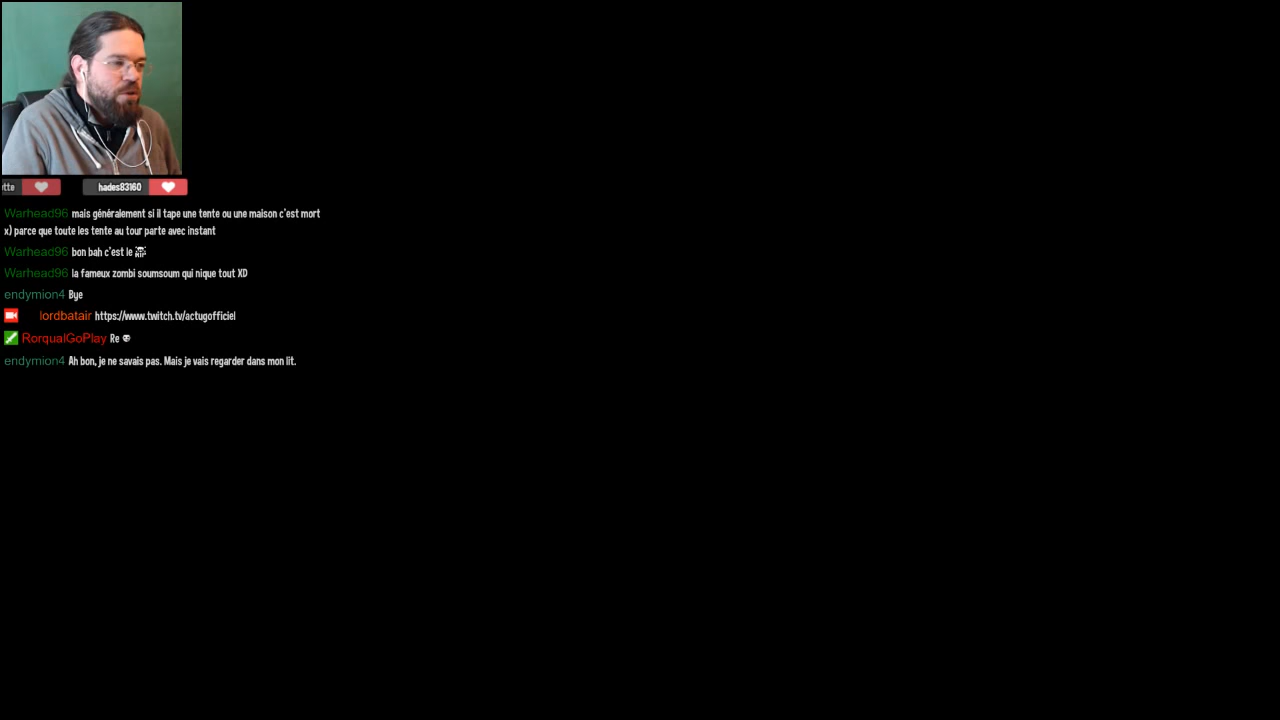 tte
hades83160
Warhead96 mais généralement si il tape une tente ou une maison c'est mort
x) parce que toute les tente au tour parte avec instant
Warhead96 bon bah c'est le
Warhead96 la fameux zombi soumsoum qui nique tout XD
endymion4 Bye
lordbatair https://www.twitch.tv/actugofficiel
RorqualGoPlay Re
endymion4 Ah bon, je ne savais pas. Mais je vais regarder dans mon lit.